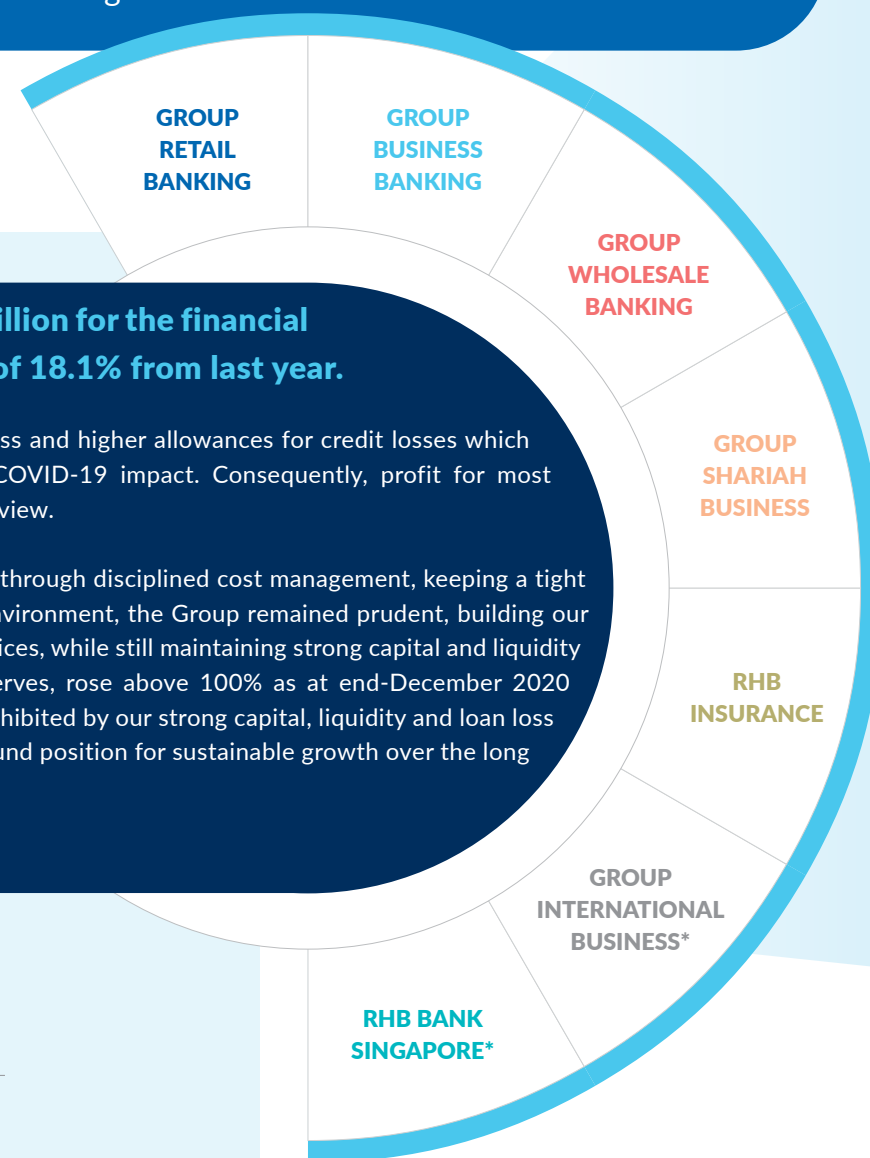 GROUP
RETAIL
BANKING
GROUP
BUSINESS
BANKING
GROUP
WHOLESALE
BANKING
GROUP
SHARIAH
BUSINESS
RHB
INSURANCE
GROUP
INTERNATIONAL
BUSINESS*
RHB BANK
SINGAPORE*
illion for the financial
of 18.1% from last year.
ss and higher allowances for credit losses which
COVID-19 impact. Consequently, profit for most
view.
through disciplined cost management, keeping a tight
nvironment, the Group remained prudent, building our
ices, while still maintaining strong capital and liquidity
erves, rose above 100% as at end-December 2020
hibited by our strong capital, liquidity and loan loss
und position for sustainable growth over the long